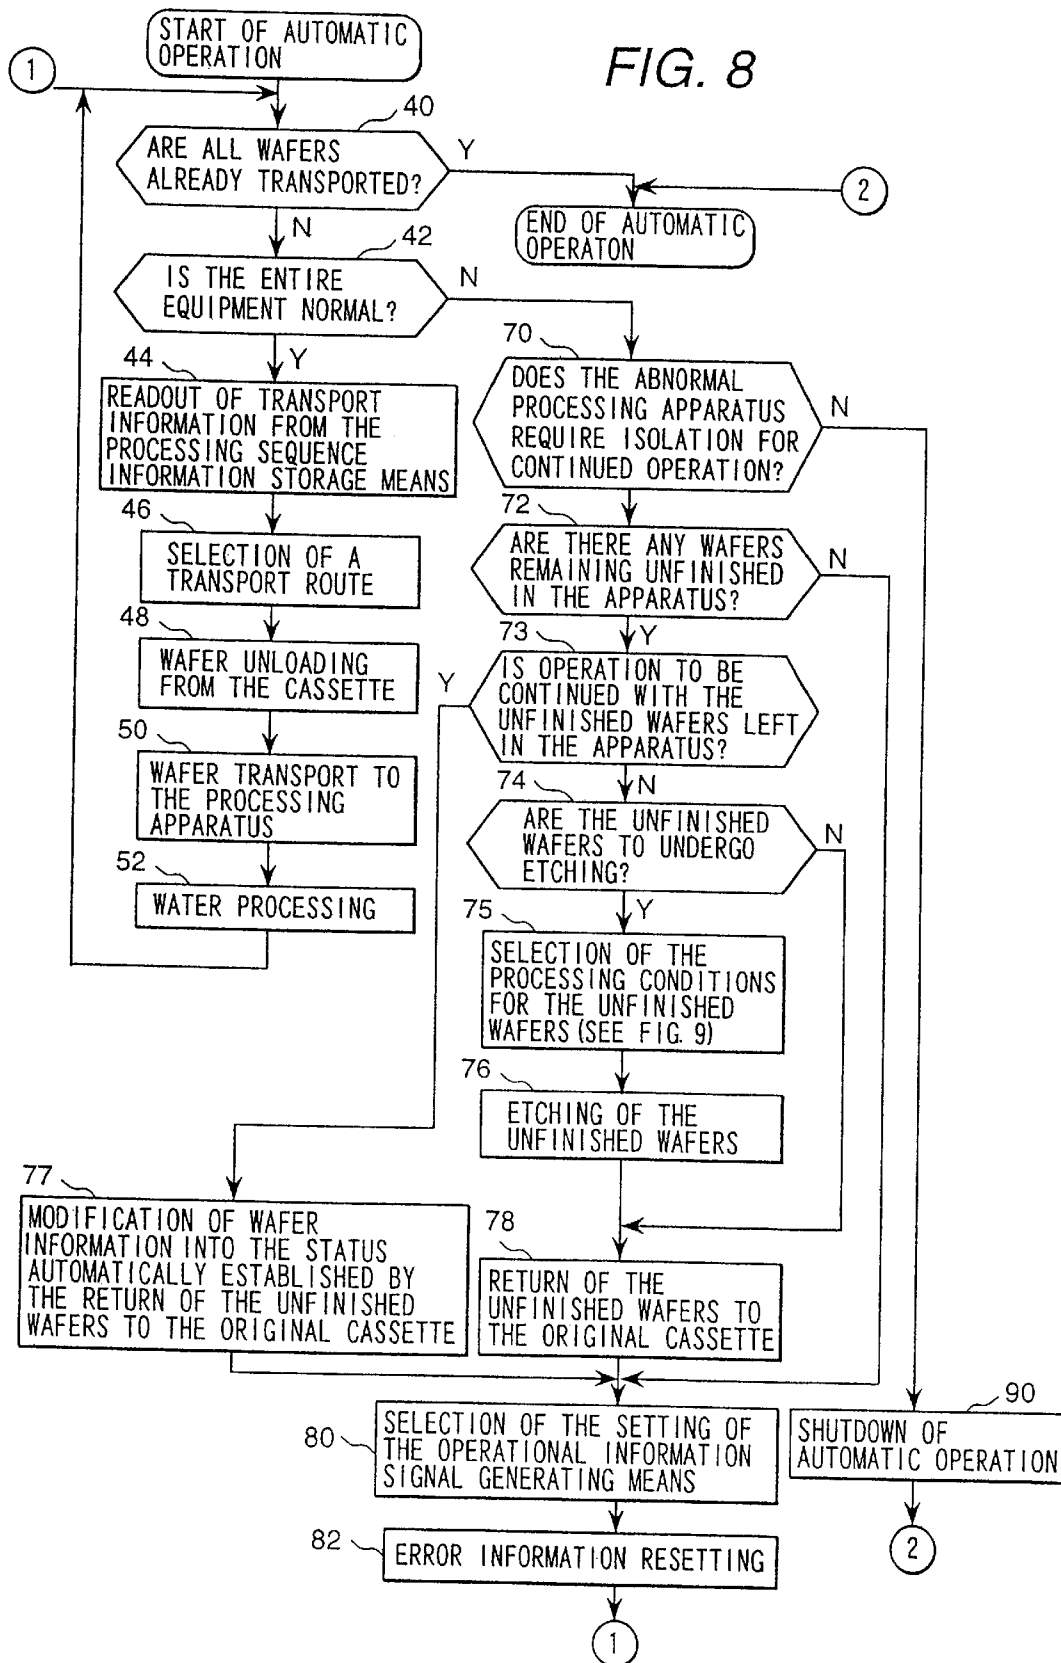 FIG. 8
START OF AUTOMATIC
OPERATION
1
40
ARE ALL WAFERS
ALREADY TRANSPORTED?
Y
2
N
END OF AUTOMATIC
OPERATON
42
IS THE ENTIRE
EQUIPMENT NORMAL?
N
Y
44
READOUT OF TRANSPORT
INFORMATION FROM THE
PROCESSING SEQUENCE
INFORMATION STORAGE MEANS
46
SELECTION OF A
TRANSPORT ROUTE
48
WAFER UNLOADING
FROM THE CASSETTE
50
WAFER TRANSPORT TO
THE PROCESSING
APPARATUS
52
WATER PROCESSING
70
DOES THE ABNORMAL
PROCESSING APPARATUS
REQUIRE ISOLATION FOR
CONTINUED OPERATION?
N
72
ARE THERE ANY WAFERS
REMAINING UNFINISHED
IN THE APPARATUS?
N
Y
73
IS OPERATION TO BE
CONTINUED WITH THE
UNFINISHED WAFERS LEFT
IN THE APPARATUS?
Y
N
74
ARE THE UNFINISHED
WAFERS TO UNDERGO
ETCHING?
N
Y
75
SELECTION OF THE
PROCESSING CONDITIONS
FOR THE UNFINISHED
WAFERS (SEE FIG. 9)
76
ETCHING OF THE
UNFINISHED WAFERS
77
MODIFICATION OF WAFER
INFORMATION INTO THE STATUS
AUTOMATICALLY ESTABLISHED BY
THE RETURN OF THE UNFINISHED
WAFERS TO THE ORIGINAL CASSETTE
78
RETURN OF THE
UNFINISHED WAFERS TO
THE ORIGINAL CASSETTE
80
SELECTION OF THE SETTING OF
THE OPERATIONAL INFORMATION
SIGNAL GENERATING MEANS
90
SHUTDOWN OF
AUTOMATIC OPERATION
82
ERROR INFORMATION RESETTING
2
1